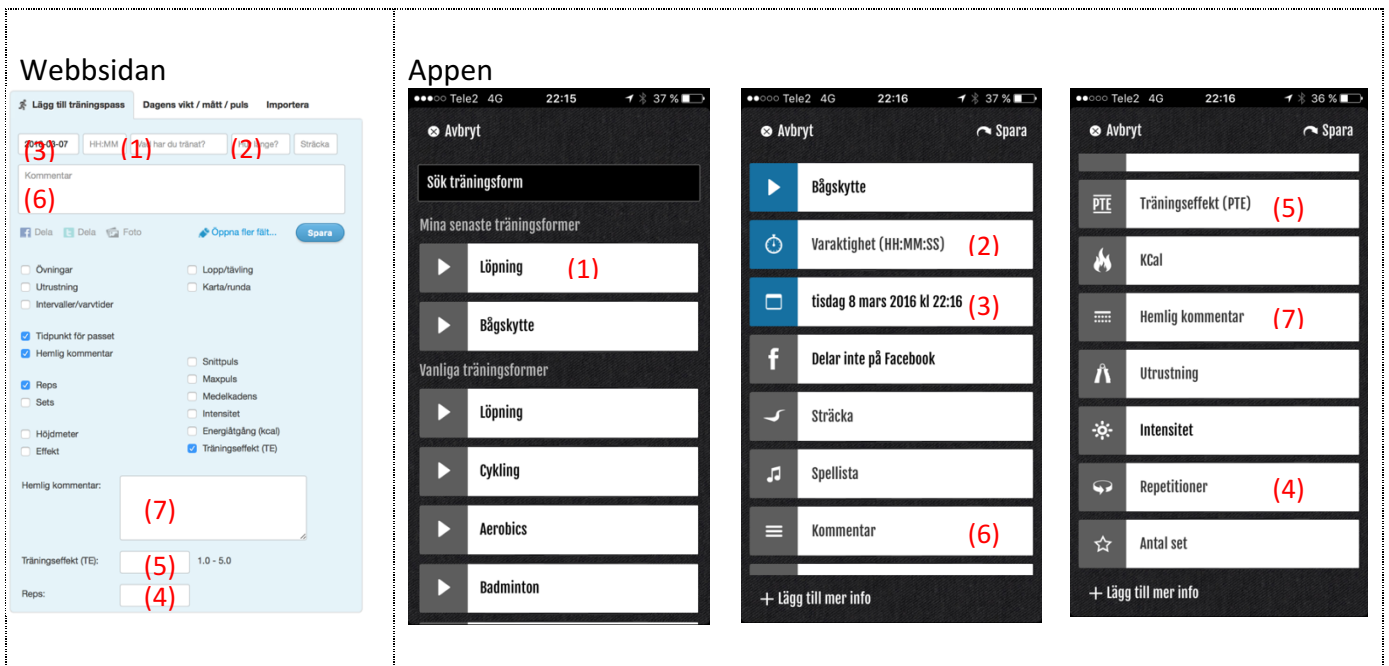 Webbsidan
Lägg till träningspass Dagens vikt / mått / puls Importera
(3) HH:MM (1) har du tränat? (2) länge? Sträcka
Kommentar
(6)
Dela Dela Foto Öppna fler fält... Spara
Övningar Lopp/tävling
Utrustning Karta/runda
Intervaller/varvtider
Tidpunkt för passet
Hemlig kommentar Snittpuls
Reps Maxpuls
Sets Medelkadens
Intensitet
Höjdmeter Energiåtgång (kcal)
Effekt Träningseffekt (TE)
Hemlig kommentar:
(7)
Träningseffekt (TE): (5) 1.0 - 5.0
Reps: (4)
Appen
Tele2 4G 22:15 37 %
Avbryt
Sök träningsform
Mina senaste träningsformer
Löpning (1)
Bågskytte
Vanliga träningsformer
Löpning
Cykling
Aerobics
Badminton
Tele2 4G 22:16 37 %
Avbryt Spara
Bågskytte
Varaktighet (HH:MM:SS) (2)
tisdag 8 mars 2016 kl 22:16 (3)
f Delar inte på Facebook
Sträcka
Spellista
Kommentar (6)
+ Lägg till mer info
Tele2 4G 22:16 36 %
Avbryt Spara
PTE Träningseffekt (PTE) (5)
KCal
Hemlig kommentar (7)
Utrustning
Intensitet
Repetitioner (4)
Antal set
+ Lägg till mer info